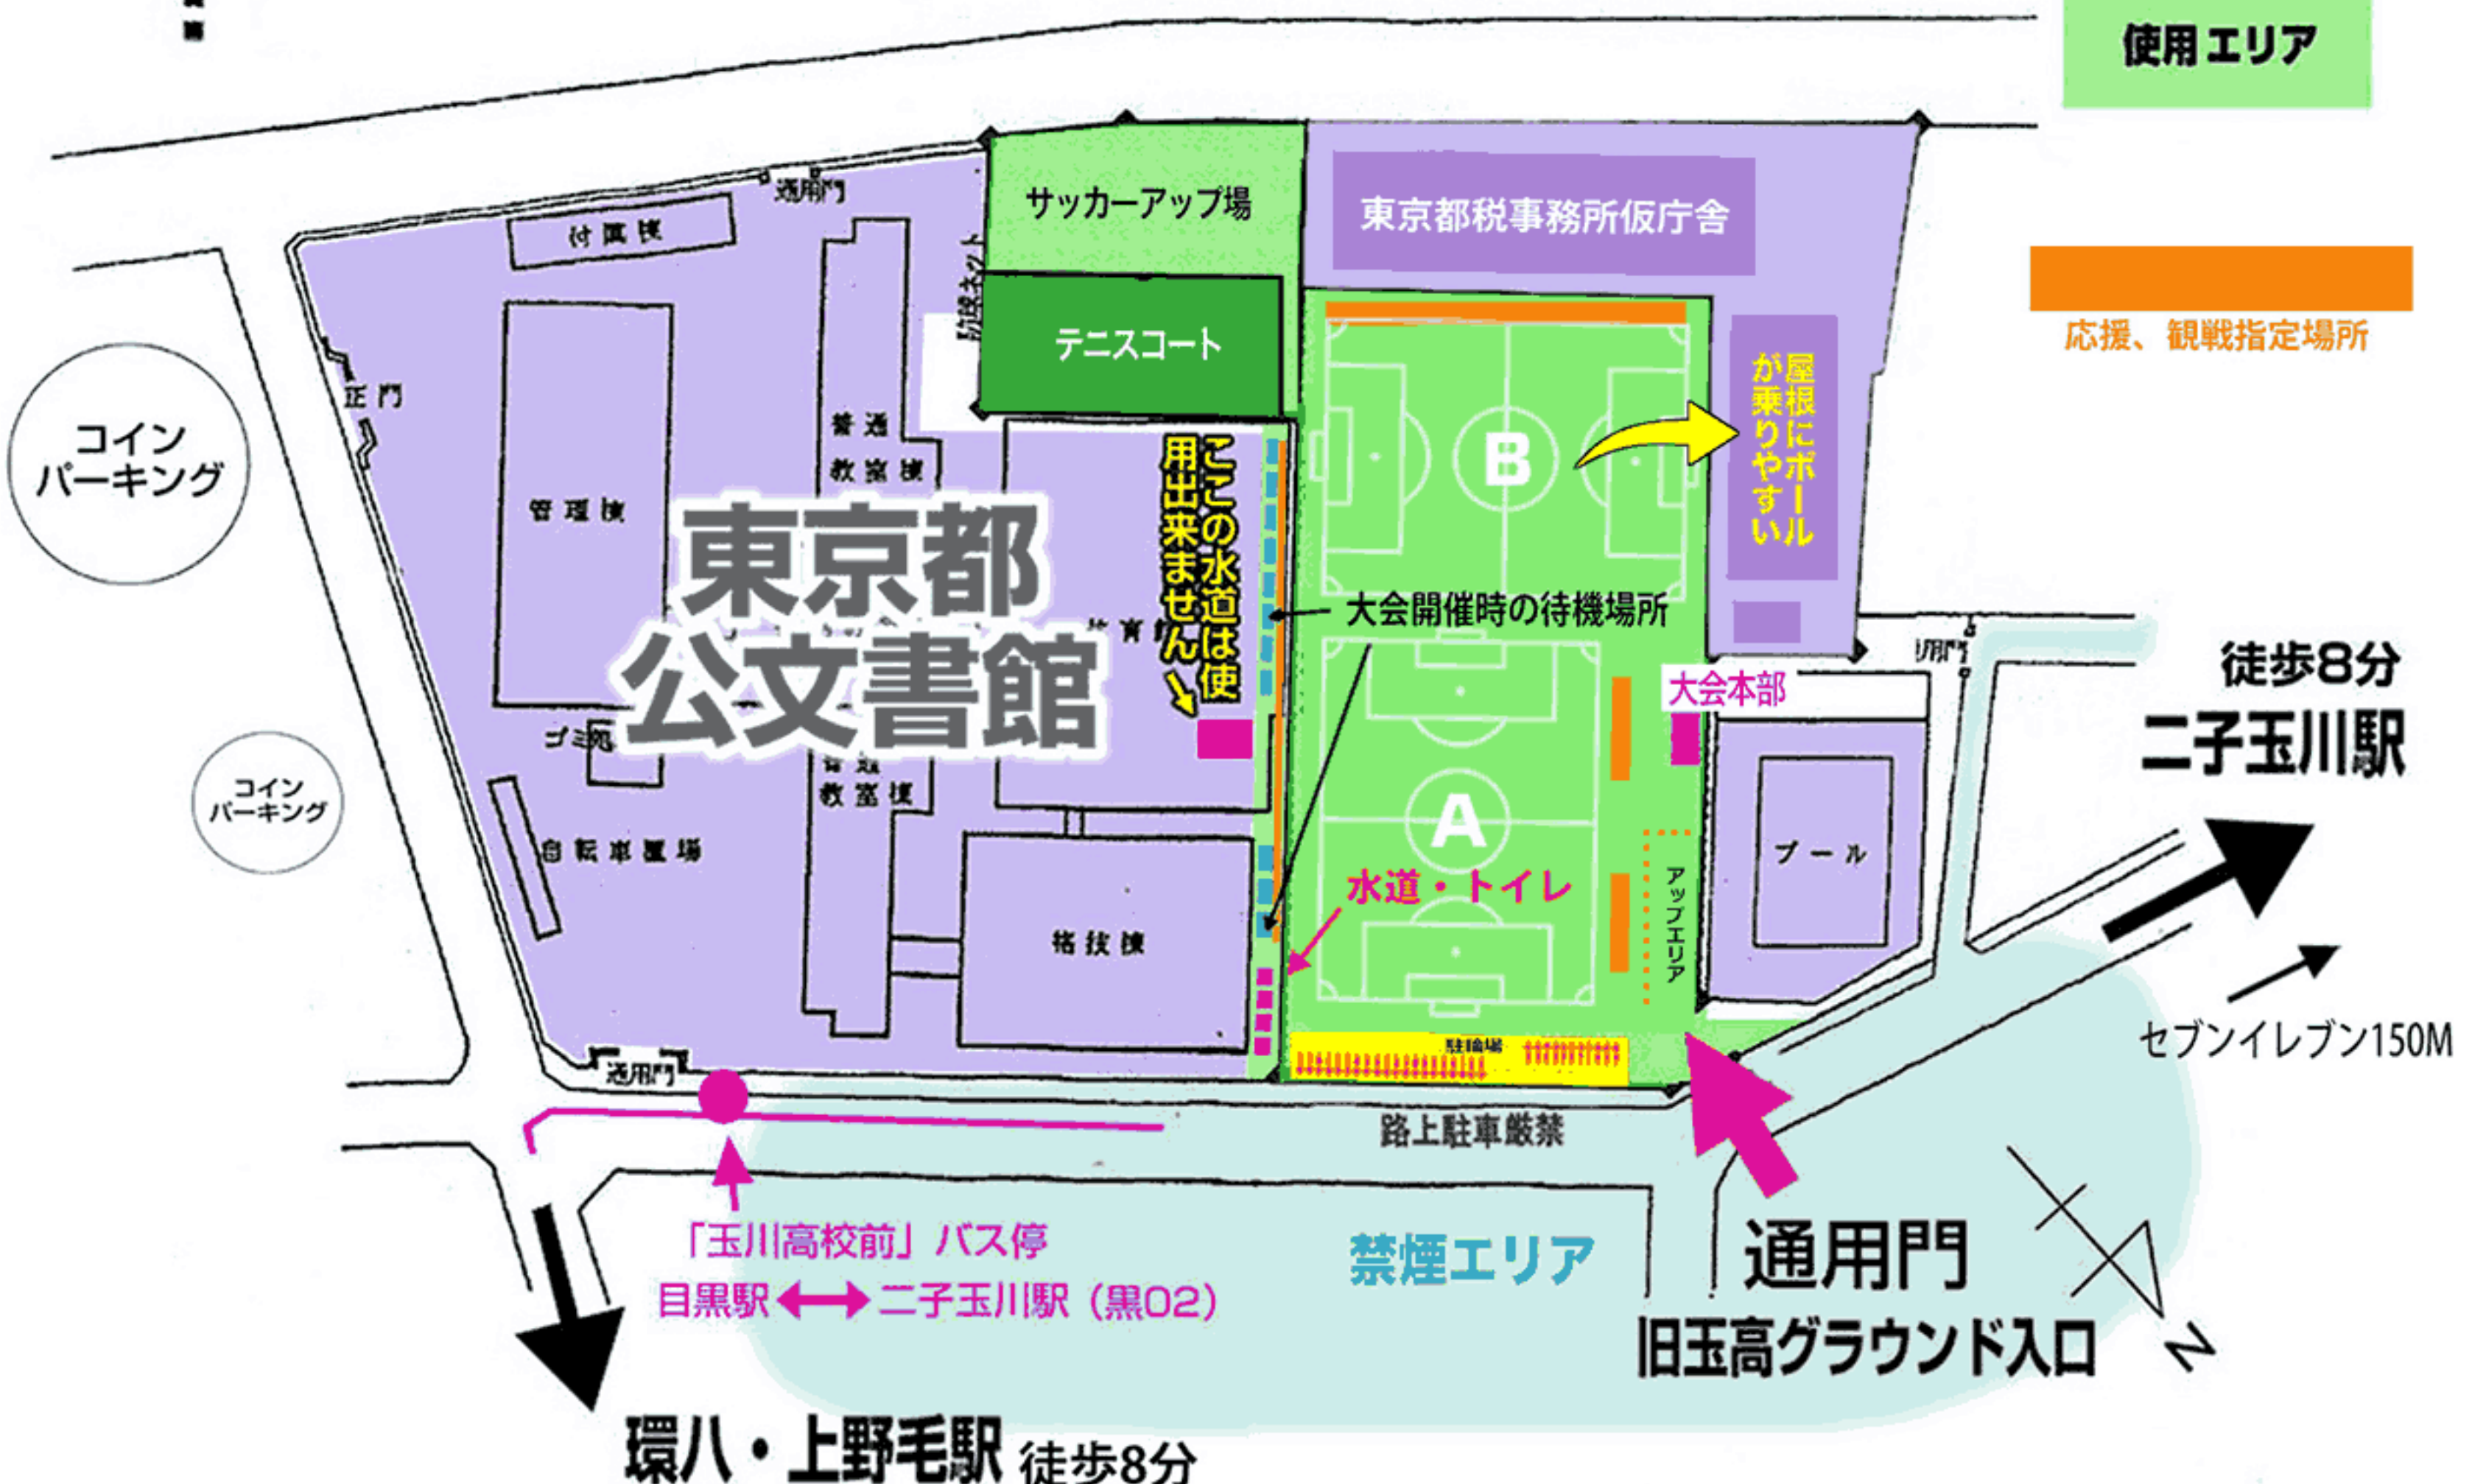 使用エリア
通用門
サッカーアップ場
東京都税事務所仮庁舎
付属棟
防球ネット
テニスコート
応援、観戦指定場所
正門
コイン
パーキング
普通
教室棟
ここの水道は使
用出来ません
B
屋根にボール
が乗りやすい
管理棟
東京都
公文書館
大会開催時の待機場所
徒歩8分
二子玉川駅
大会本部
コイン
パーキング
普通
教室棟
自転車置場
A
プール
水道・トイレ
アップエリア
格技棟
セブンイレブン150M
駐輪場
通用門
路上駐車厳禁
「玉川高校前」バス停
目黒駅⟷二子玉川駅(黒02)
禁煙エリア
通用門
旧玉高グラウンド入口
N
環八・上野毛駅 徒歩8分